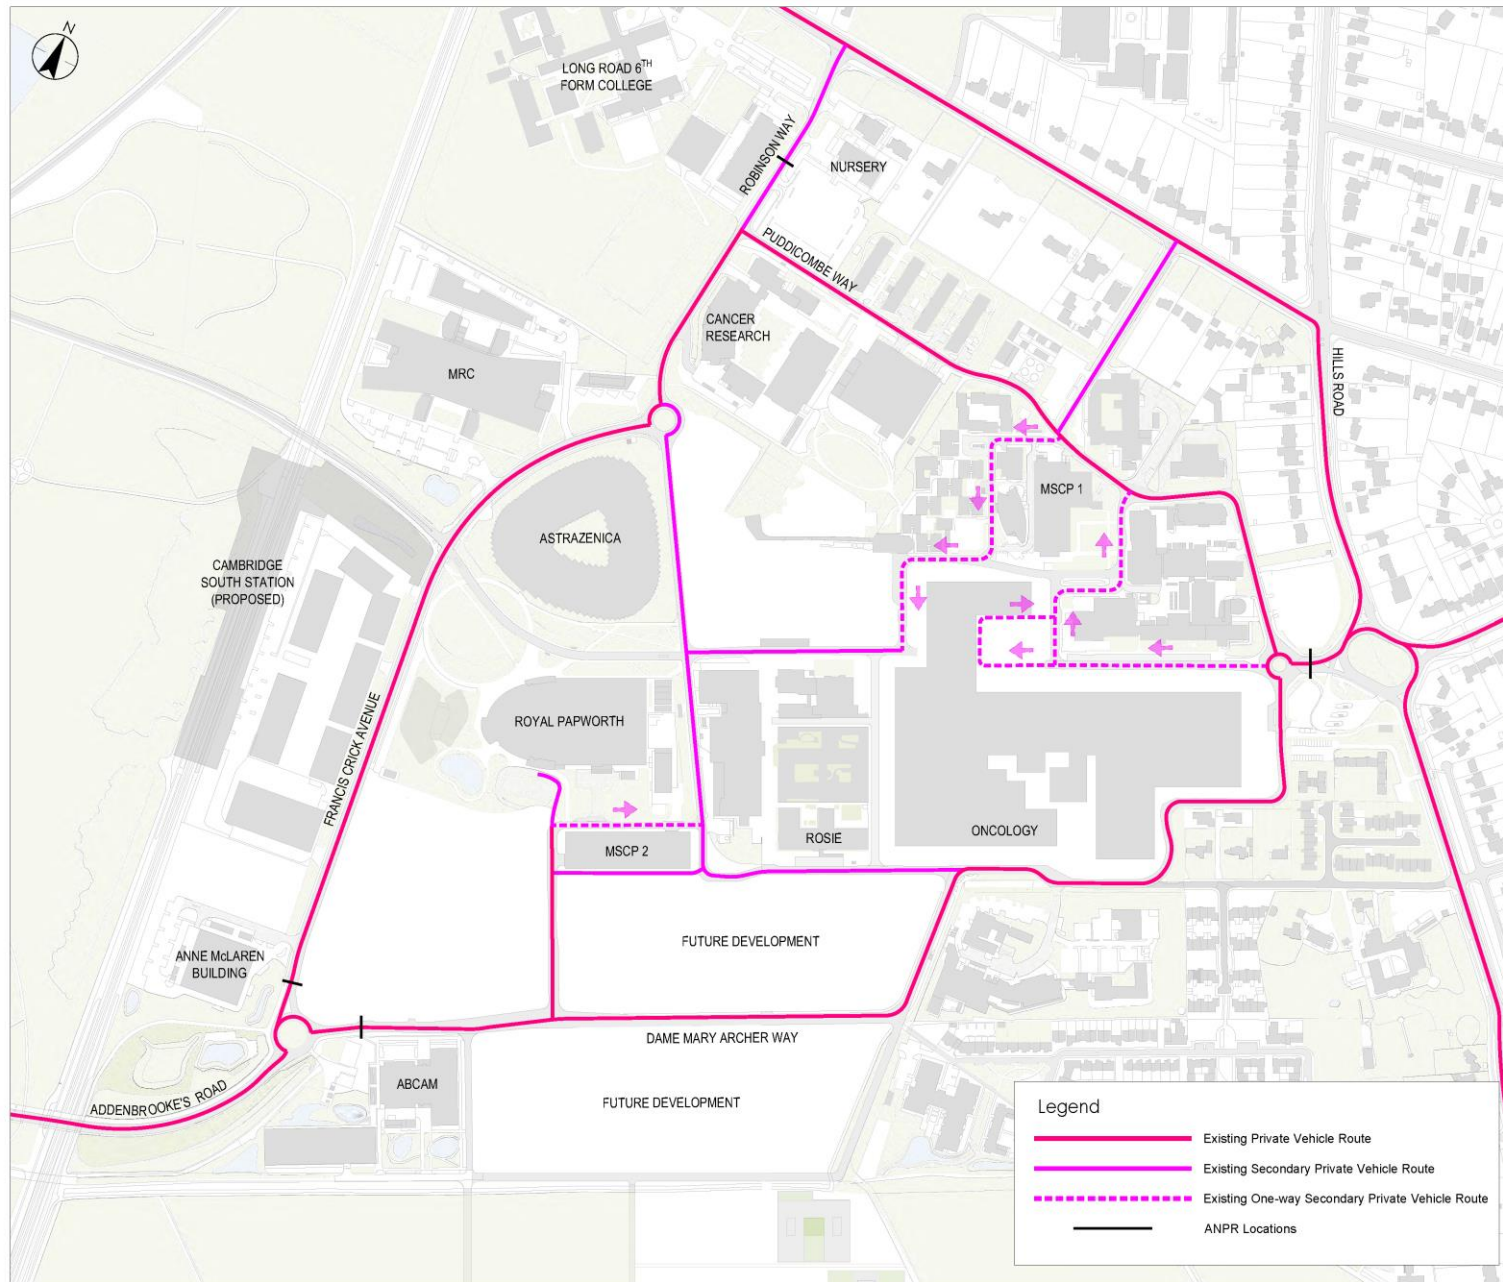 N
LONG ROAD 6TH
FORM COLLEGE
ROBINSON WAY
NURSERY
PUDDICOMBE WAY
CANCER
RESEARCH
MRC
HILLS ROAD
MSCP 1
ASTRAZENICA
CAMBRIDGE
SOUTH STATION
(PROPOSED)
FRANCIS CRICK AVENUE
ROYAL PAPWORTH
MSCP 2
ROSIE
ONCOLOGY
ANNE McLAREN
BUILDING
FUTURE DEVELOPMENT
DAME MARY ARCHER WAY
ADDENBROOKE'S ROAD
ABCAM
FUTURE DEVELOPMENT
Legend
Existing Private Vehicle Route
Existing Secondary Private Vehicle Route
Existing One-way Secondary Private Vehicle Route
ANPR Locations